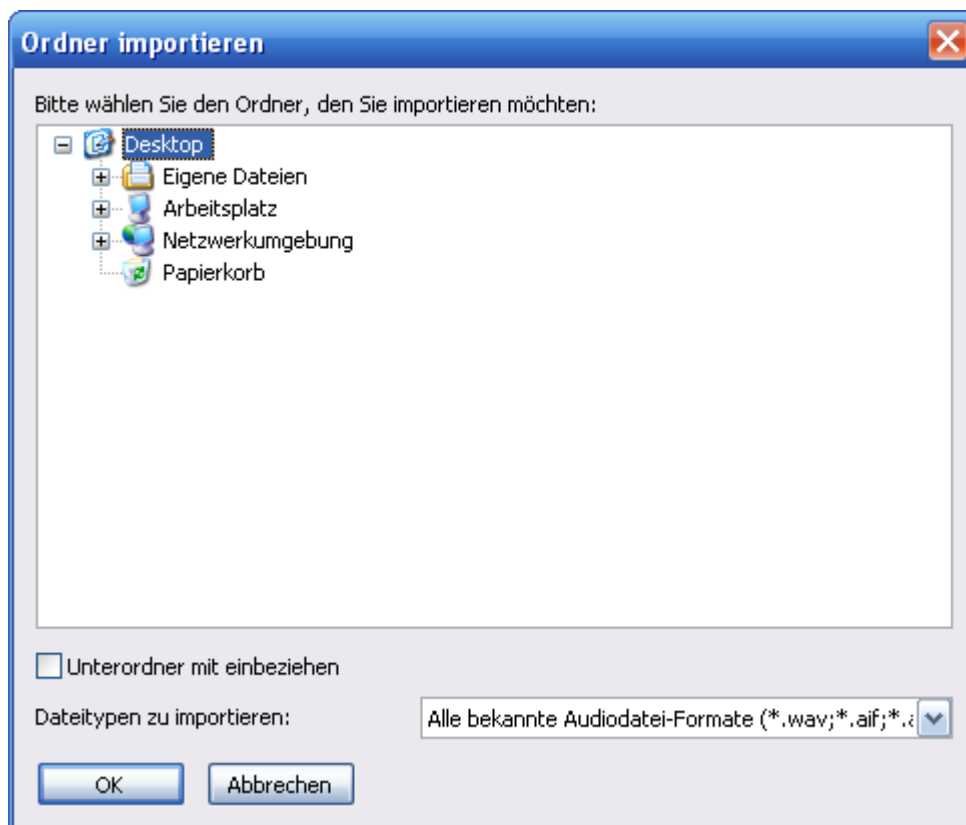 Ordner importieren
Bitte wählen Sie den Ordner, den Sie importieren möchten:
Desktop
Eigene Dateien
Arbeitsplatz
Netzwerkumgebung
Papierkorb
Unterordner mit einbeziehen
Dateitypen zu importieren: Alle bekannte Audiodatei-Formate (*.wav;*.aif;*.a
OK Abbrechen